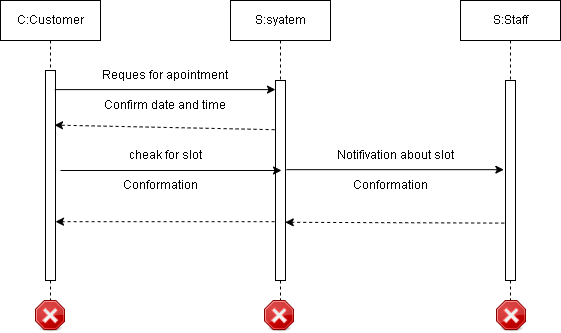 C:Customer
S:syatem
S:Staff
Reques for apointment
Confirm date and time
cheak for slot
Notifivation about slot
Conformation
Conformation